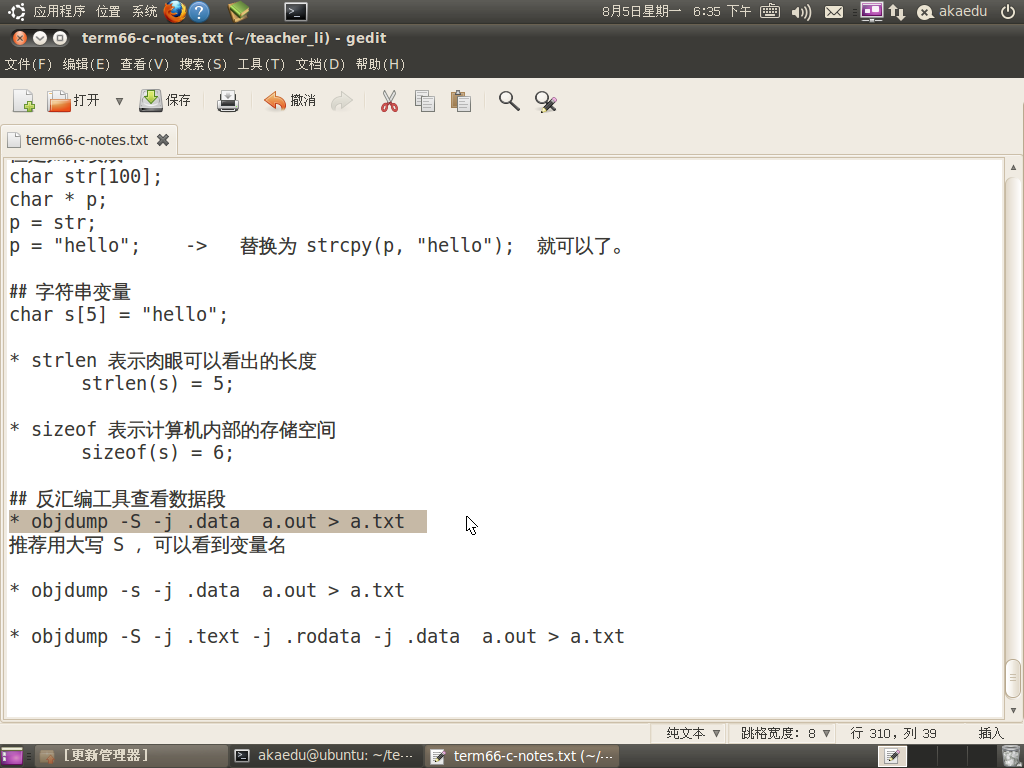 应用程序 位置 系统 8月5日星期一 6:35 下午 akaedu
term66-c-notes.txt (~/teacher_li) - gedit
文件(F) 编辑(E) 查看(V) 搜索(S) 工具(T) 文档(D) 帮助(H)
打开 保存 撤消
term66-c-notes.txt
char str[100];
char * p;
p = str;
p = "hello";    ->   替换为 strcpy(p, "hello");  就可以了。
## 字符串变量
char s[5] = "hello";
* strlen 表示肉眼可以看出的长度
strlen(s) = 5;
* sizeof 表示计算机内部的存储空间
sizeof(s) = 6;
## 反汇编工具查看数据段
* objdump -S -j .data  a.out > a.txt
推荐用大写 S ，可以看到变量名
* objdump -s -j .data  a.out > a.txt
* objdump -S -j .text -j .rodata -j .data  a.out > a.txt
纯文本 跳格宽度: 8 行 310, 列 39 插入
[更新管理器] akaedu@ubuntu: ~/te··· term66-c-notes.txt (~/···